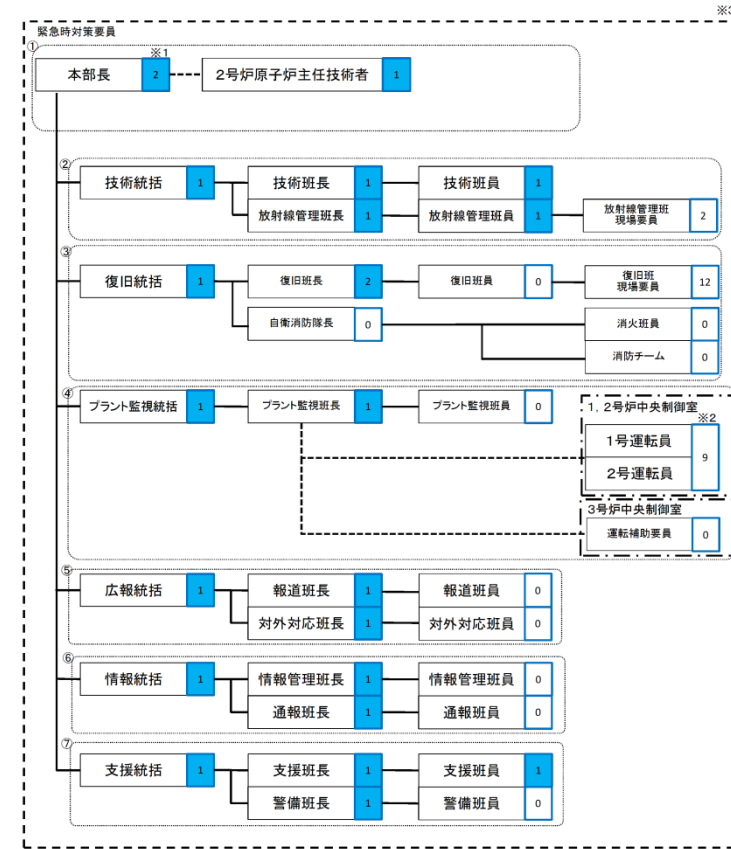 ※3
緊急時対策要員
①
※1
本部長 2 2号炉原子炉主任技術者 1
②
技術統括 1 技術班長 1 技術班員 1
放射線管理班長 1 放射線管理班員 1 放射線管理班
現場要員 2
③
復旧統括 1 復旧班長 2 復旧班員 0 復旧班
現場要員 12
自衛消防隊長 0 消火班員 0
消防チーム 0
④
プラント監視統括 1 プラント監視班長 1 プラント監視班員 0
1,2号炉中央制御室
※2
1号運転員
9
2号運転員
3号炉中央制御室
運転補助要員 0
⑤
広報統括 1 報道班長 1 報道班員 0
対外対応班長 1 対外対応班員 0
⑥
情報統括 1 情報管理班長 1 情報管理班員 0
通報班長 1 通報班員 0
⑦
支援統括 1 支援班長 1 支援班員 1
警備班長 1 警備班員 0